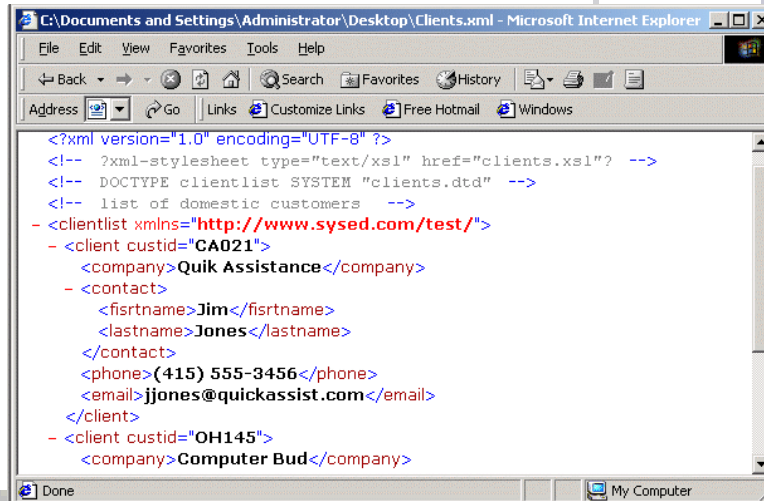 C:\Documents and Settings\Administrator\Desktop\Clients.xml - Microsoft Internet Explorer
File Edit View Favorites Tools Help
Back Search Favorites History
Address Go Links Customize Links Free Hotmail Windows
<?xml version="1.0" encoding="UTF-8" ?>
<!-- ?xml-stylesheet type="text/xsl" href="clients.xsl"? -->
<!-- DOCTYPE clientlist SYSTEM "clients.dtd" -->
<!-- list of domestic customers -->
- <clientlist xmlns="http://www.sysed.com/test/">
- <client custid="CA021">
<company>Quik Assistance</company>
- <contact>
<fisrtname>Jim</fisrtname>
<lastname>Jones</lastname>
</contact>
<phone>(415) 555-3456</phone>
<email>jjones@quickassist.com</email>
</client>
- <client custid="OH145">
<company>Computer Bud</company>
Done My Computer